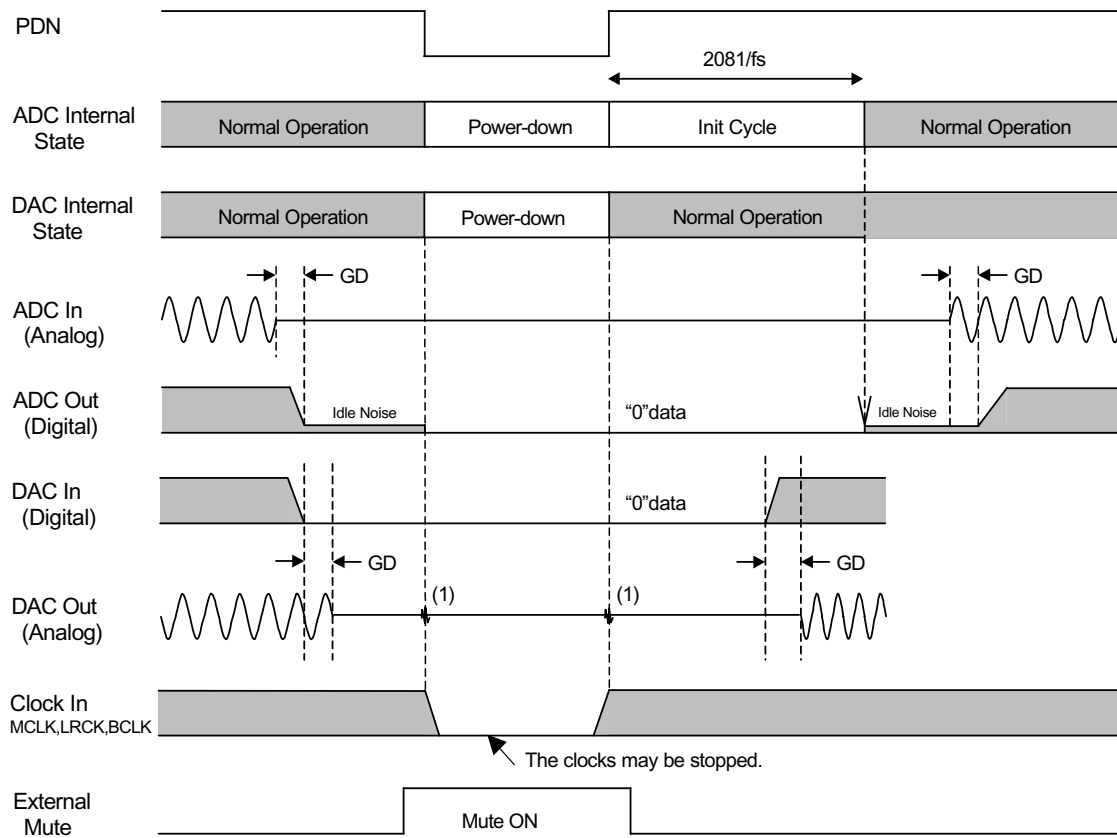 PDN
2081/fs
ADC Internal
State
Normal Operation
Power-down
Init Cycle
Normal Operation
DAC Internal
State
Normal Operation
Power-down
Normal Operation
GD
GD
ADC In
(Analog)
ADC Out
(Digital)
Idle Noise
“0”data
Idle Noise
DAC In
(Digital)
“0”data
GD
GD
DAC Out
(Analog)
(1)
(1)
Clock In
MCLK,LRCK,BCLK
The clocks may be stopped.
External
Mute
Mute ON